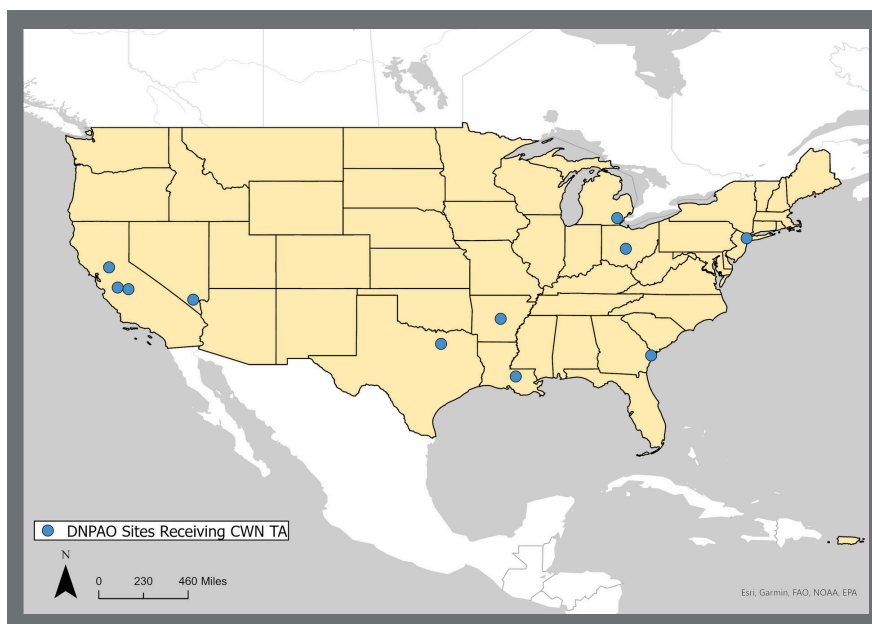 DNPAO Sites Receiving CWN TA
N
0 230 460 Miles
Esri, Garmin, FAO, NOAA, EPA